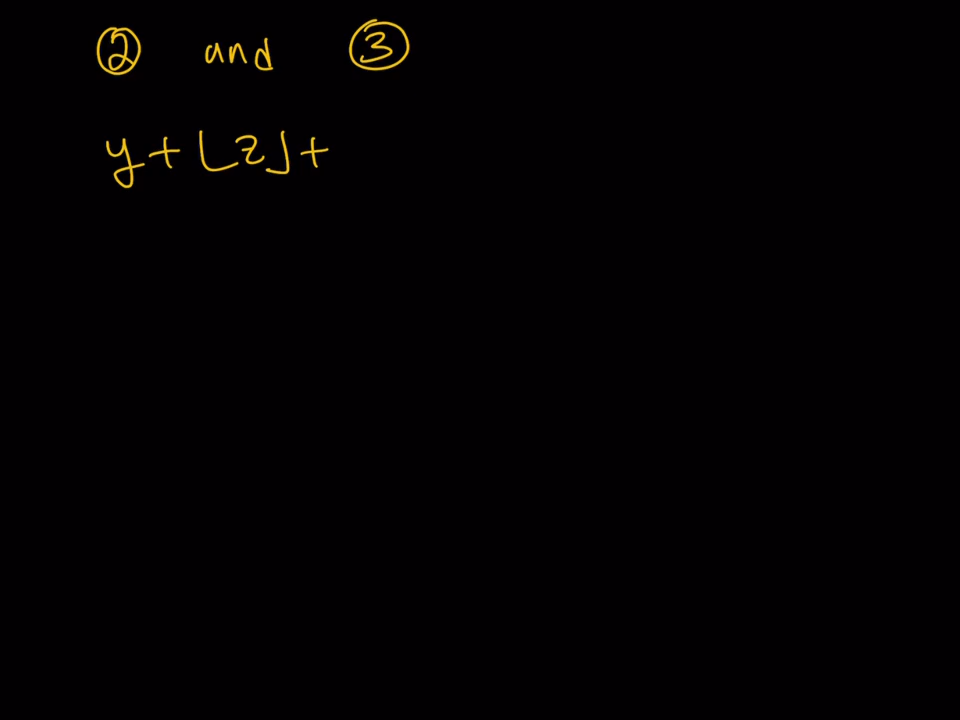 ② and ③
y + ⌊z⌋ +